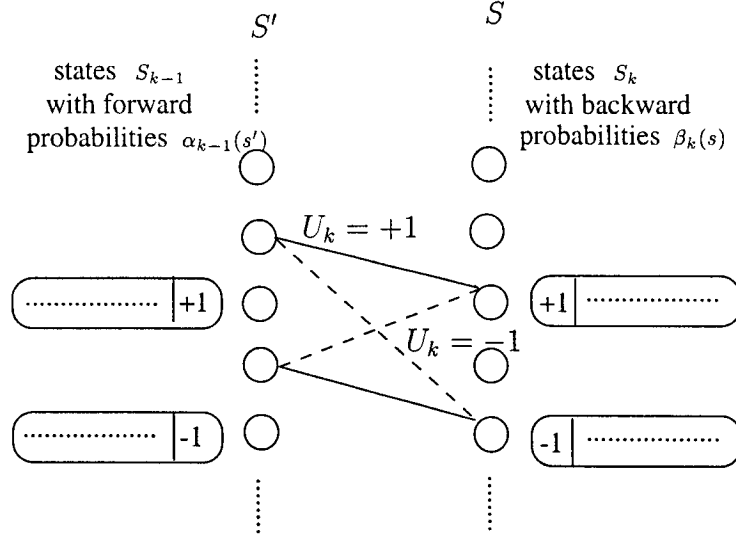 S′
S
states S_{k−1}
with forward
probabilities α_{k−1}(s′)
states S_k
with backward
probabilities β_k(s)
U_k = +1
+1
+1
U_k = −1
-1
-1